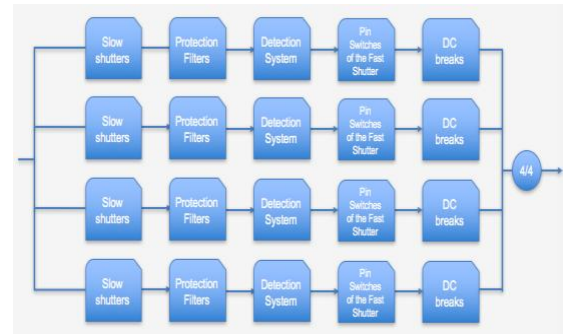 Slow
shutters
Protection
Filters
Detection
System
Pin
Switches
of the Fast
Shutter
DC
breaks
Slow
shutters
Protection
Filters
Detection
System
Pin
Switches
of the Fast
Shutter
DC
breaks
4/4
Slow
shutters
Protection
Filters
Detection
System
Pin
Switches
of the Fast
Shutter
DC
breaks
Slow
shutters
Protection
Filters
Detection
System
Pin
Switches
of the Fast
Shutter
DC
breaks